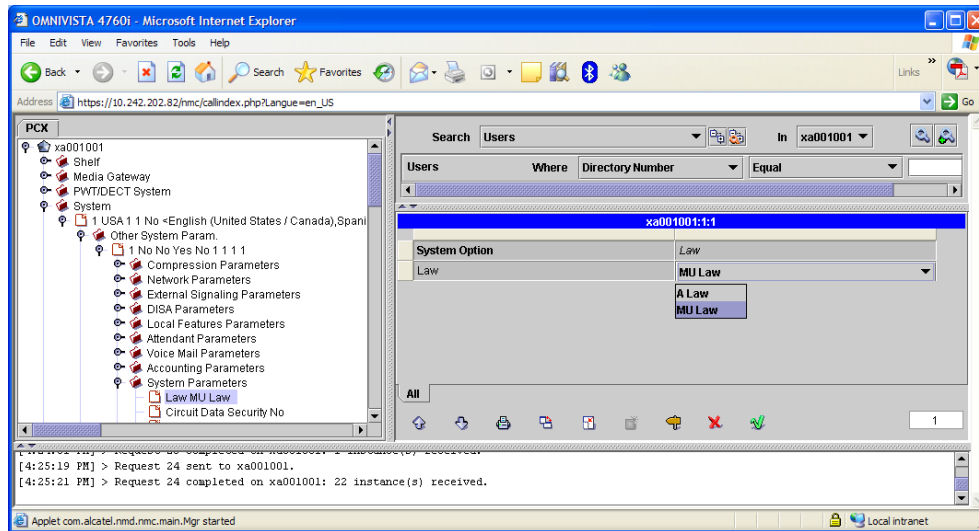 OMNIVISTA 4760i - Microsoft Internet Explorer
File Edit View Favorites Tools Help
Back Search Favorites Links »
Address https://10.242.202.82/nmc/callindex.php?Langue=en_US Go
PCX
xa001001
Shelf
Media Gateway
PWT/DECT System
System
1 USA 1 1 No <English (United States / Canada),Spani
Other System Param.
1 No No Yes No 1 1 1 1
Compression Parameters
Network Parameters
External Signaling Parameters
DISA Parameters
Local Features Parameters
Attendant Parameters
Voice Mail Parameters
Accounting Parameters
System Parameters
Law MU Law
Circuit Data Security No
Search Users In xa001001
Users Where Directory Number Equal
xa001001:1:1
System Option Law
Law MU Law
A Law
MU Law
All
1
[4:25:19 PM] > Request 24 sent to xa001001.
[4:25:21 PM] > Request 24 completed on xa001001: 22 instance(s) received.
Applet com.alcatel.nmd.nmc.main.Mgr started Local intranet